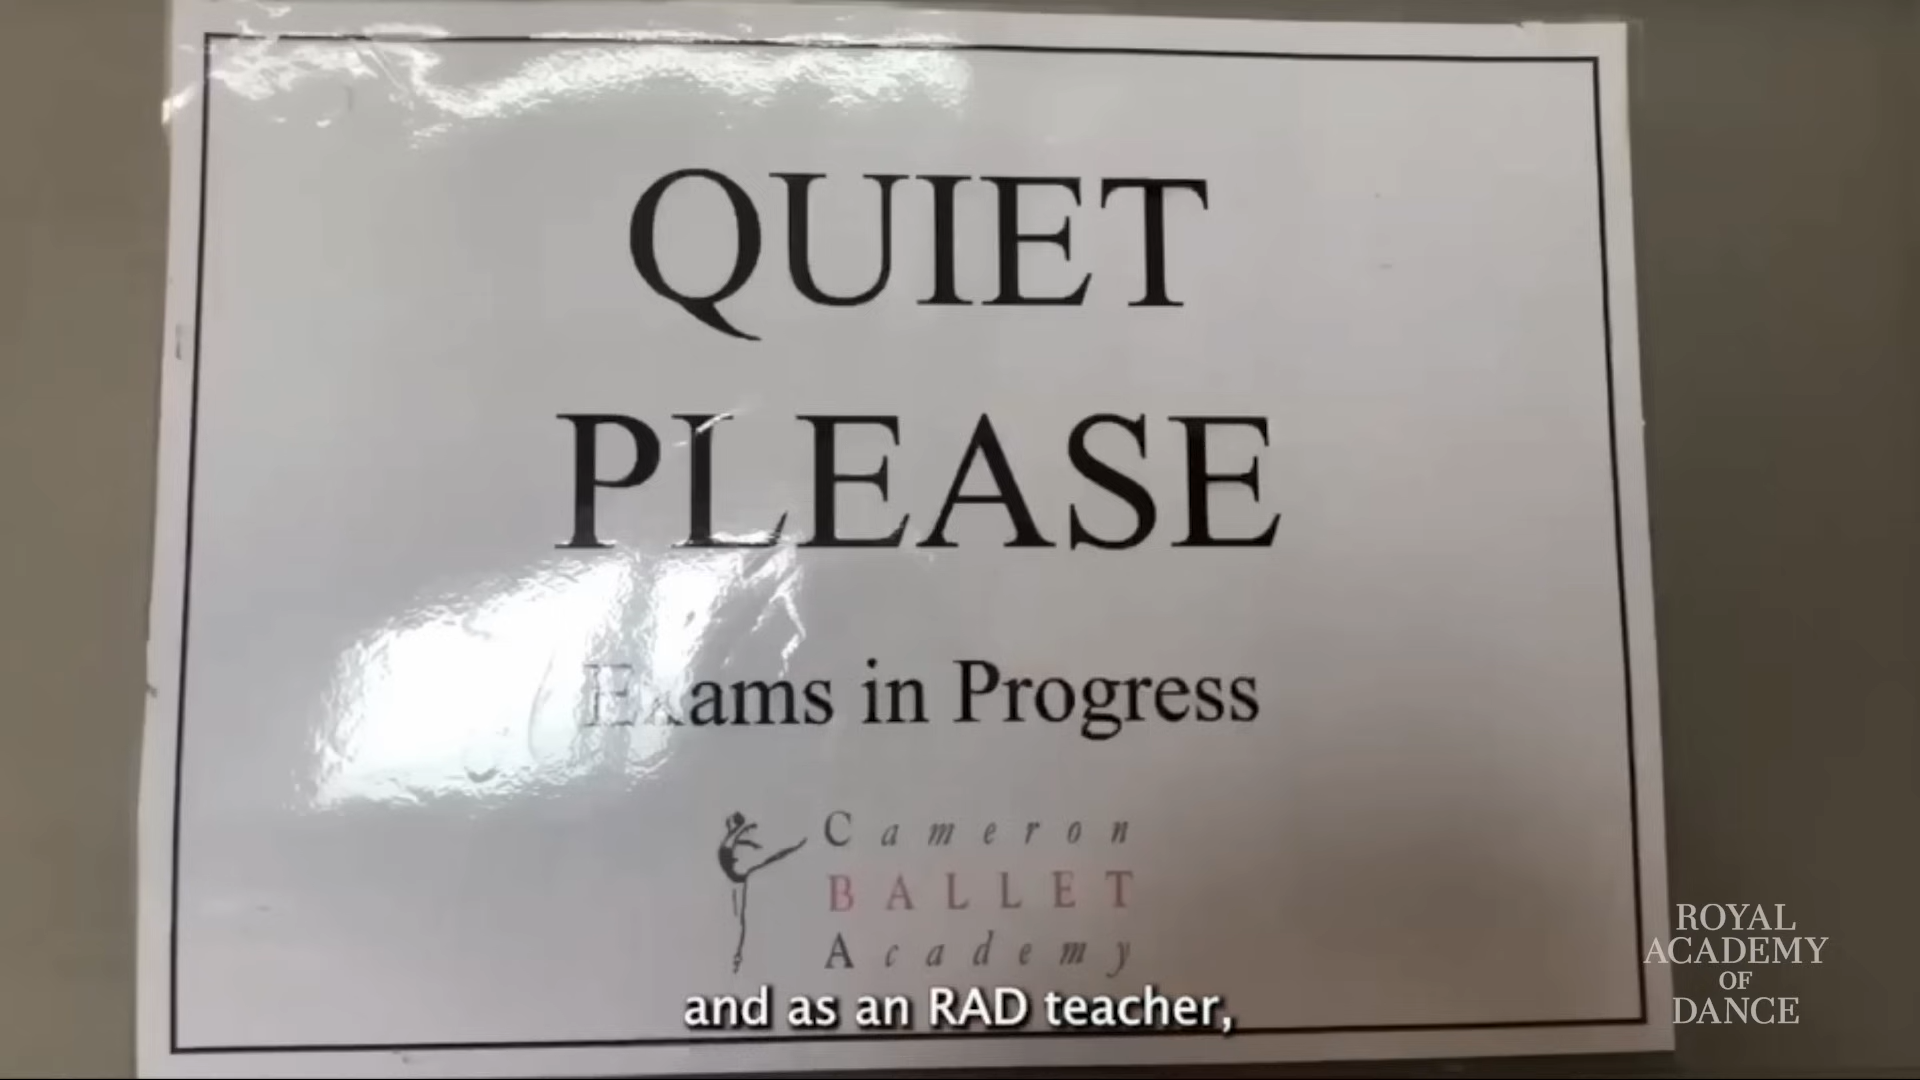 QUIET
PLEASE
Exams in Progress
Cameron
BALLET
Academy
and as an RAD teacher,
ROYAL
ACADEMY
OF
DANCE